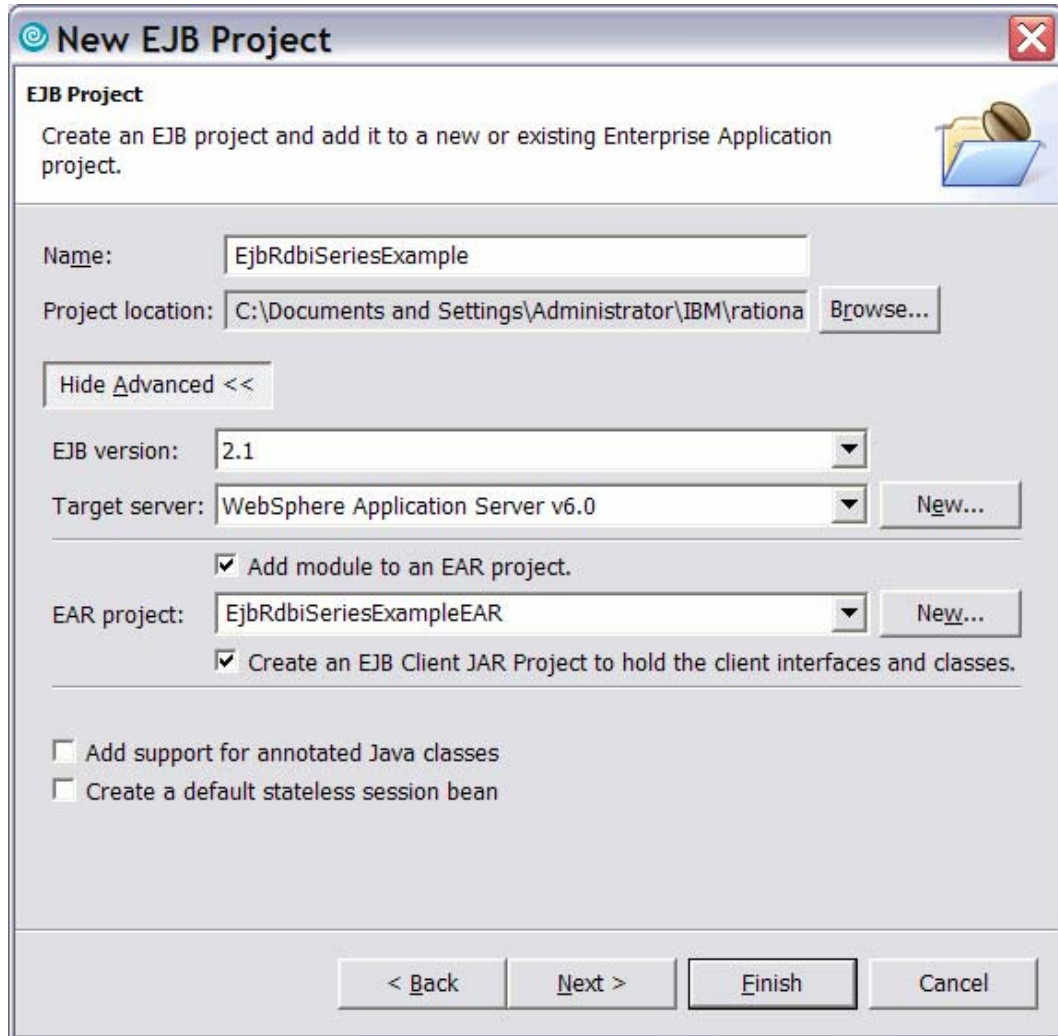 New EJB Project
EJB Project
Create an EJB project and add it to a new or existing Enterprise Application
project.
Name: EjbRdbiSeriesExample
Project location: C:\Documents and Settings\Administrator\IBM\rationa Browse...
Hide Advanced <<
EJB version: 2.1
Target server: WebSphere Application Server v6.0 New...
Add module to an EAR project.
EAR project: EjbRdbiSeriesExampleEAR New...
Create an EJB Client JAR Project to hold the client interfaces and classes.
Add support for annotated Java classes
Create a default stateless session bean
< Back Next > Finish Cancel